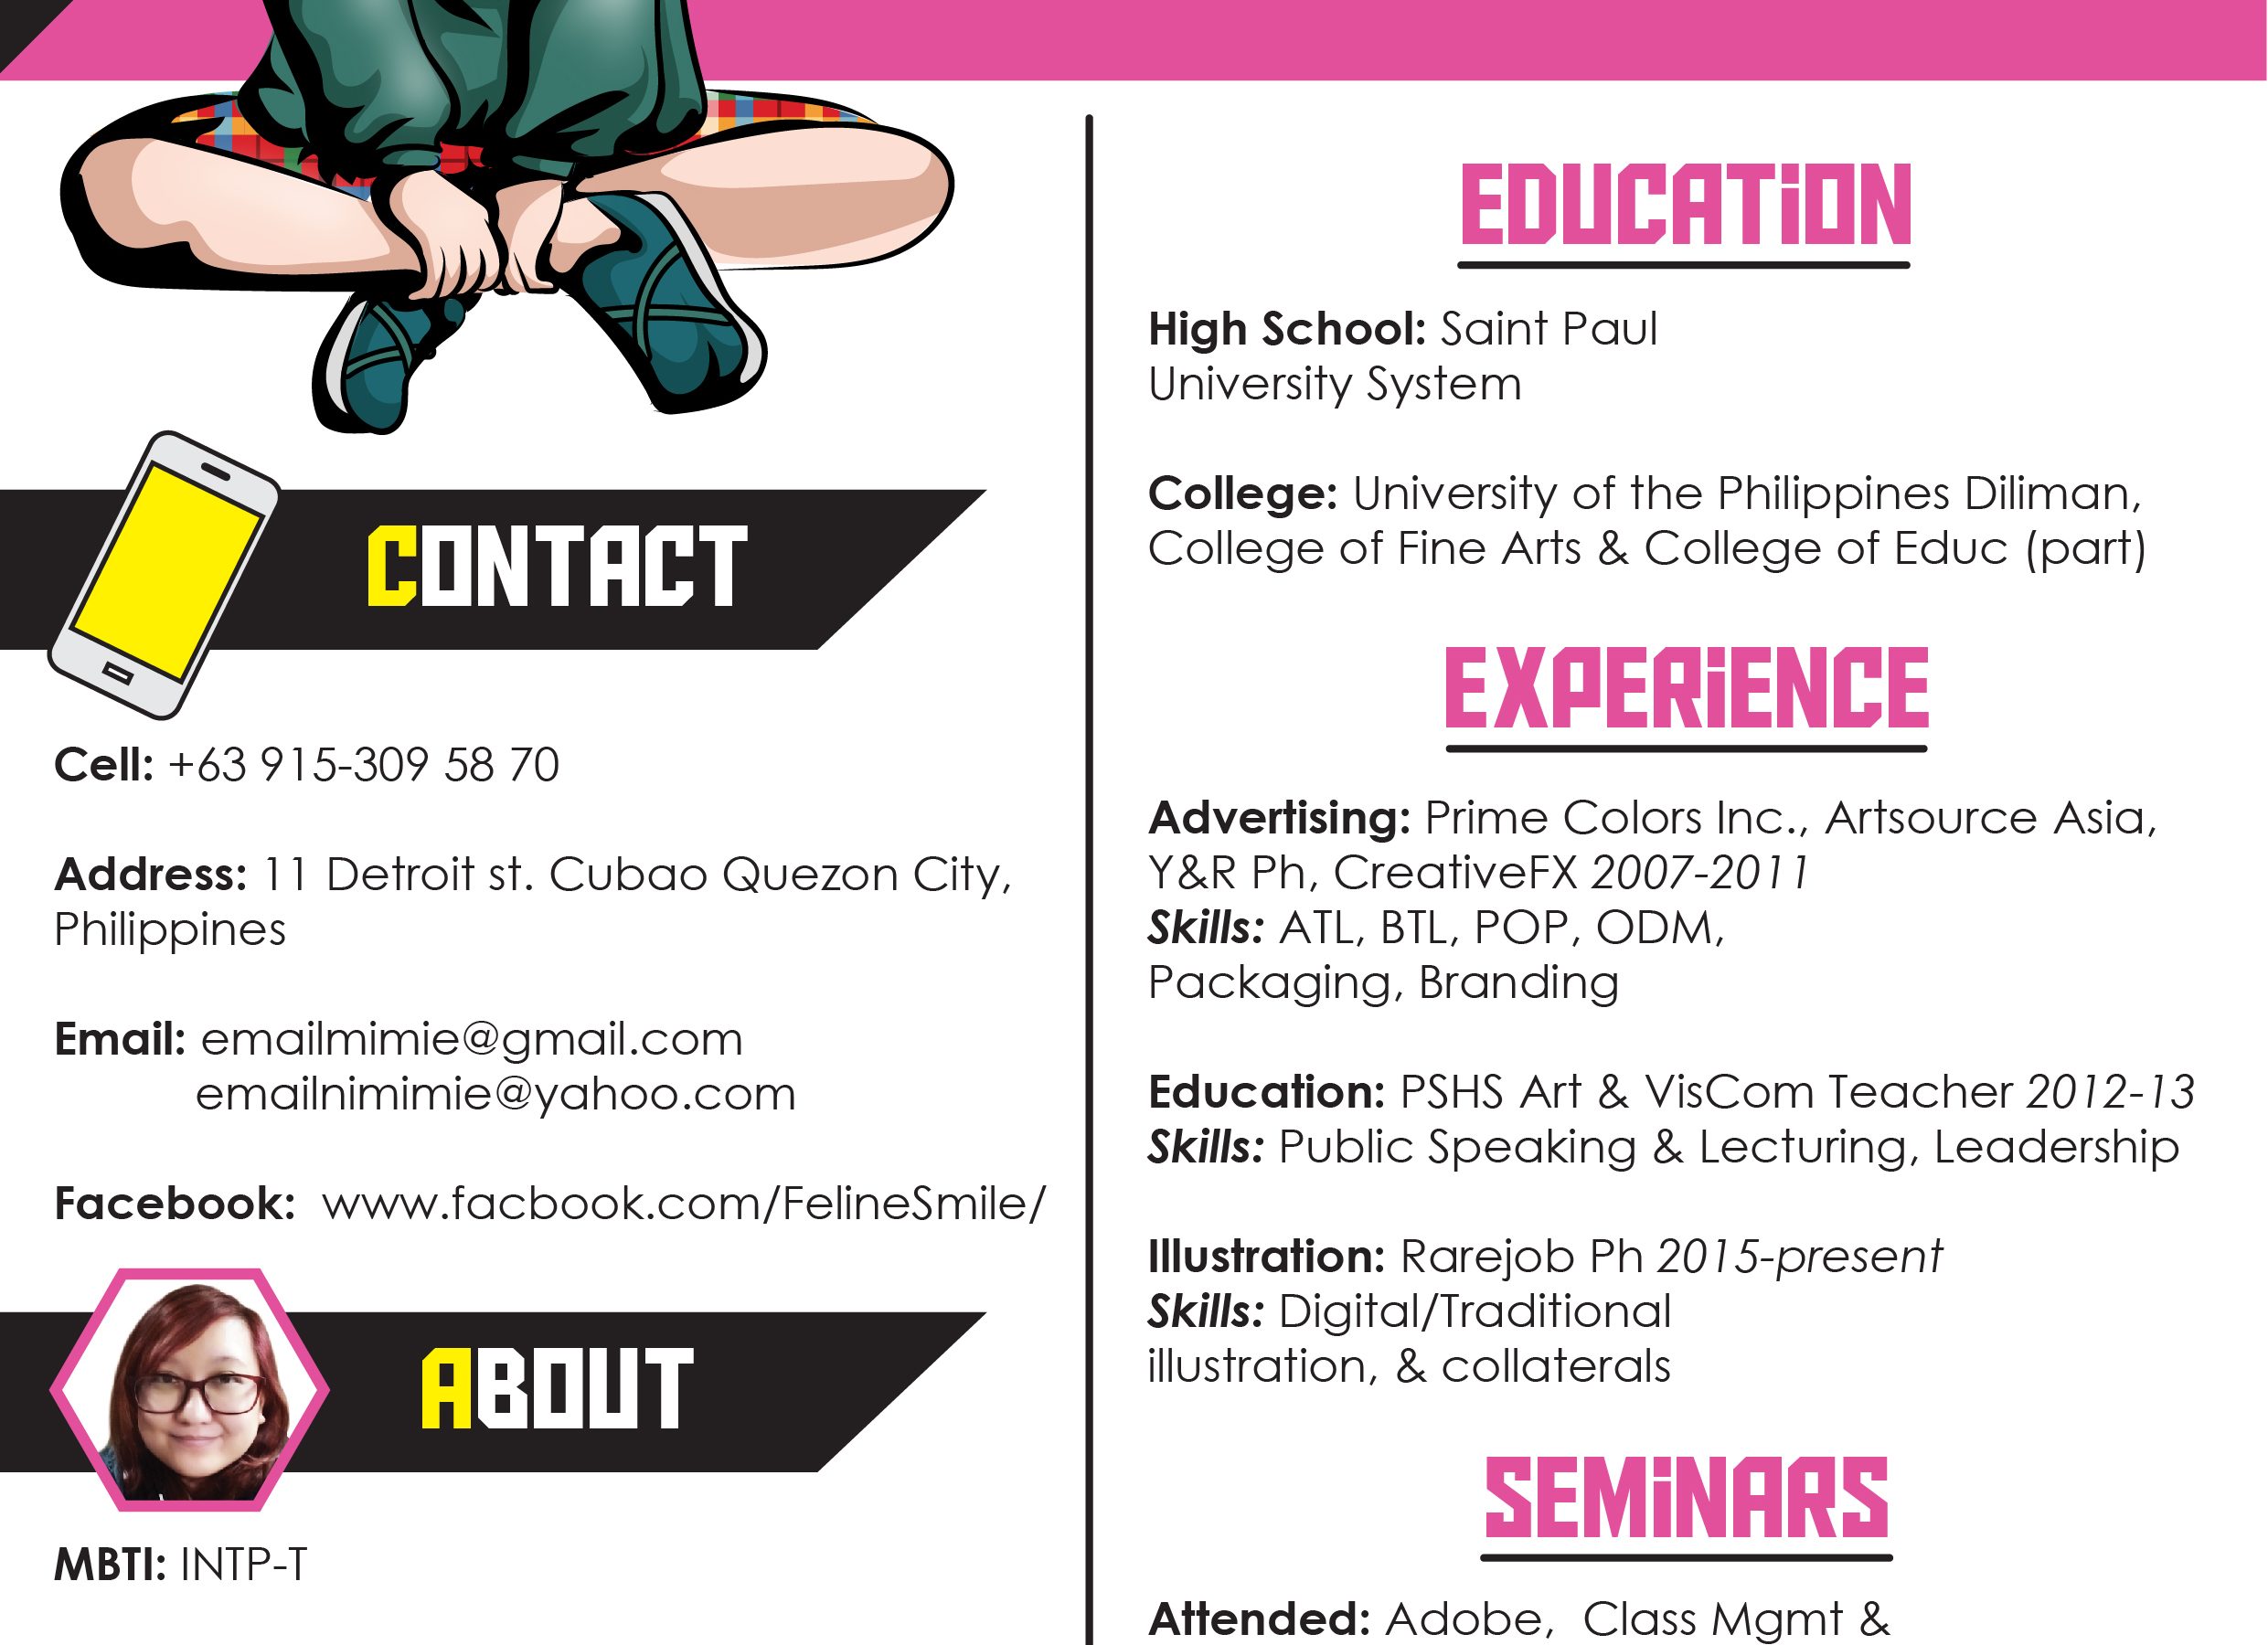 CONTACT
Cell: +63 915-309 58 70
Address: 11 Detroit st. Cubao Quezon City,
Philippines
Email: emailmimie@gmail.com
emailnimimie@yahoo.com
Facebook: www.facbook.com/FelineSmile/
ABOUT
MBTI: INTP-T
EDUCATiON
High School: Saint Paul
University System
College: University of the Philippines Diliman,
College of Fine Arts & College of Educ (part)
EXPERiENCE
Advertising: Prime Colors Inc., Artsource Asia,
Y&R Ph, CreativeFX 2007-2011
Skills: ATL, BTL, POP, ODM,
Packaging, Branding
Education: PSHS Art & VisCom Teacher 2012-13
Skills: Public Speaking & Lecturing, Leadership
Illustration: Rarejob Ph 2015-present
Skills: Digital/Traditional
illustration, & collaterals
SEMiNARS
Attended: Adobe, Class Mgmt &